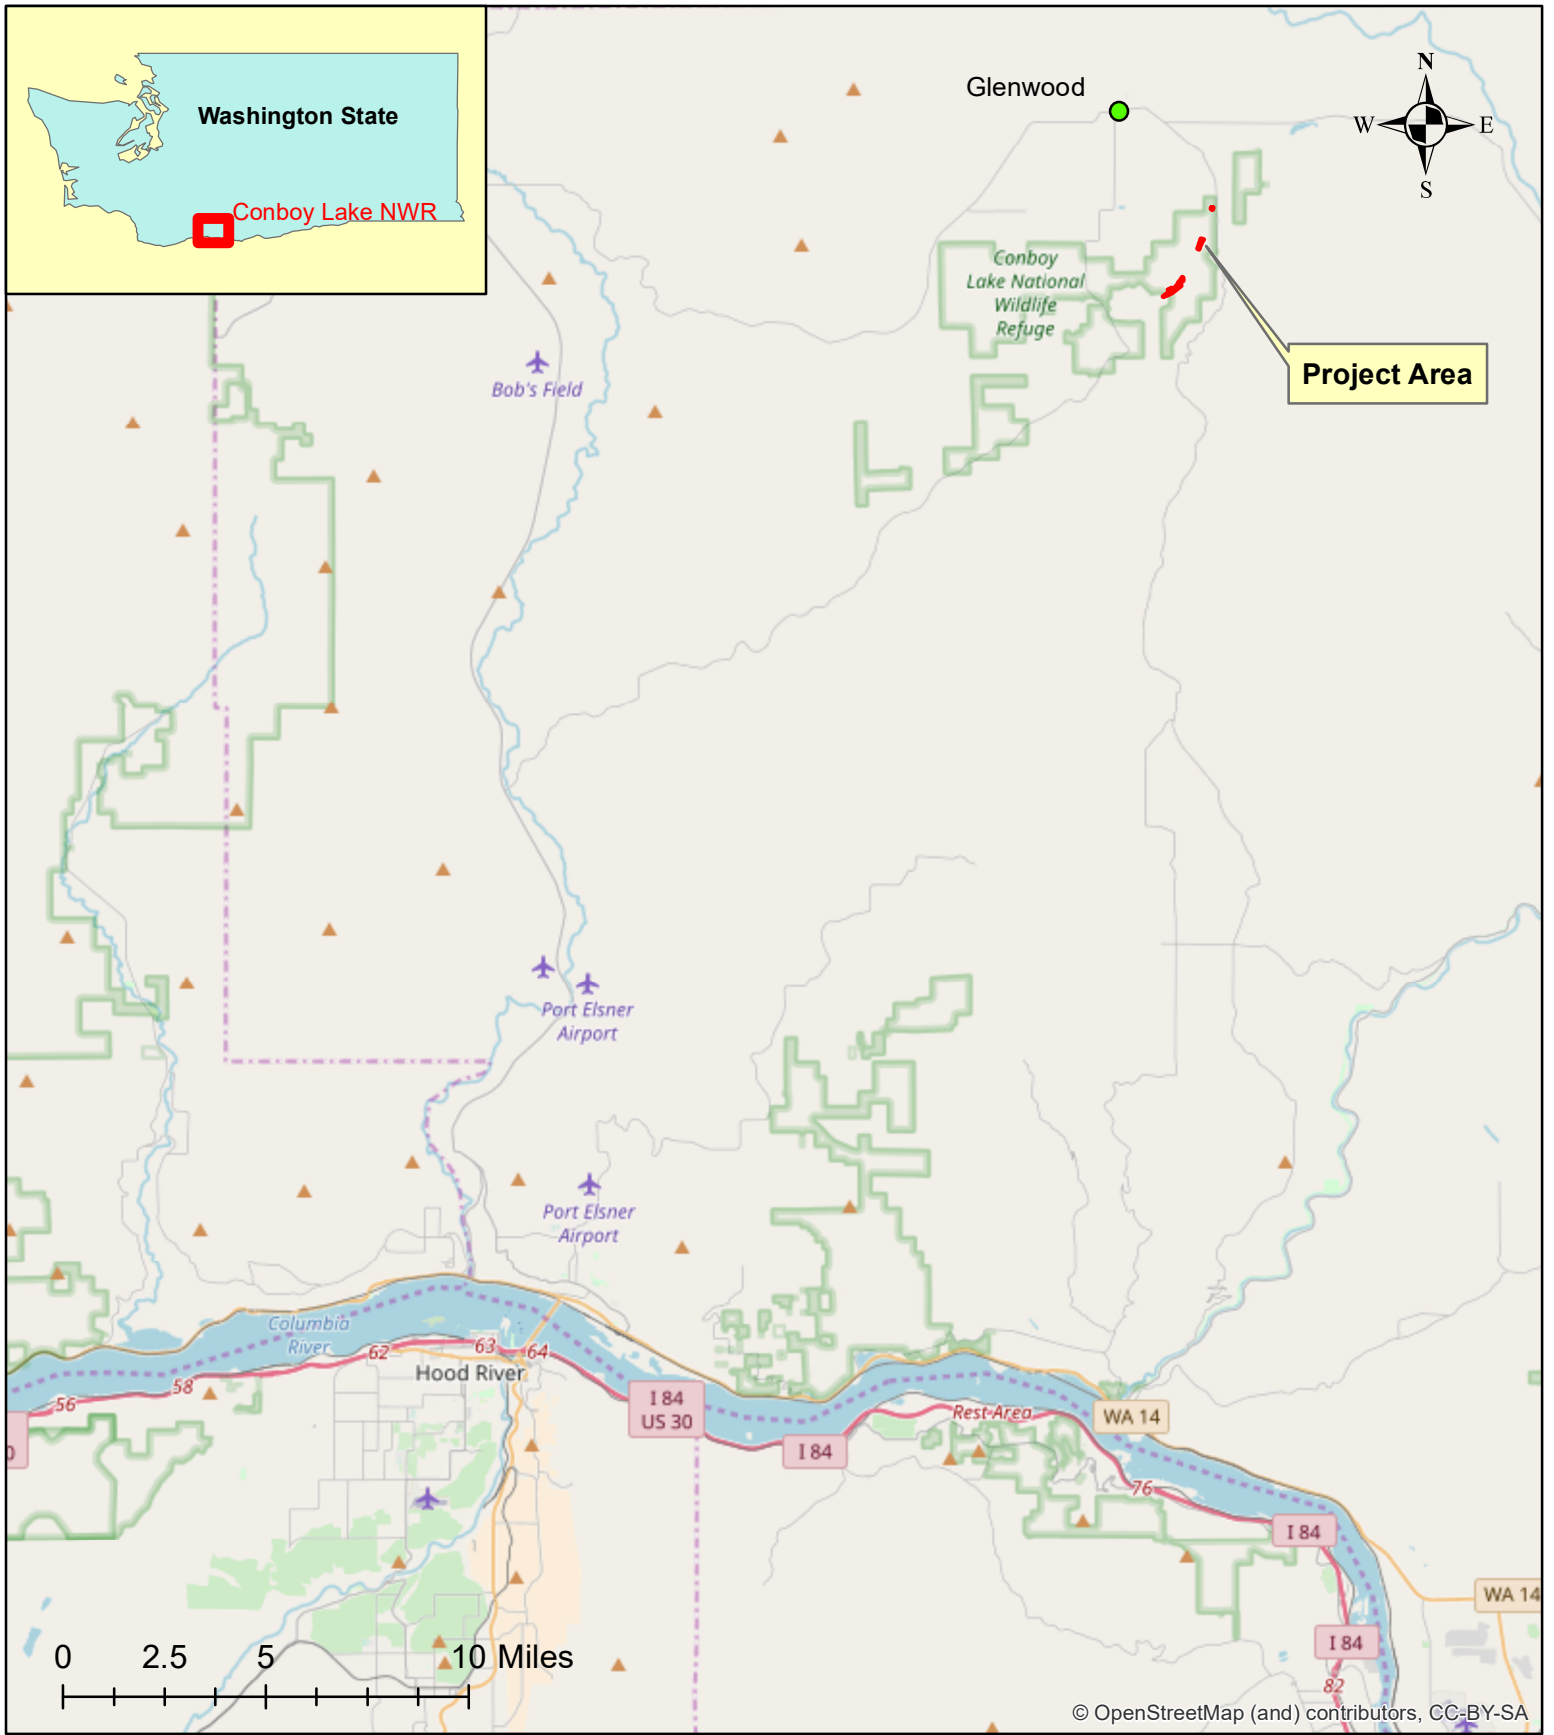 Washington State
Conboy Lake NWR
Glenwood
N
W
E
S
Conboy
Lake National
Wildlife
Refuge
Project Area
Bob's Field
Port Elsner
Airport
Port Elsner
Airport
Columbia
River
62
63
64
Hood River
58
56
I 84
US 30
I 84
Rest Area
WA 14
76
I 84
WA 14
I 84
82
0
0
2.5
5
10 Miles
© OpenStreetMap (and) contributors, CC-BY-SA